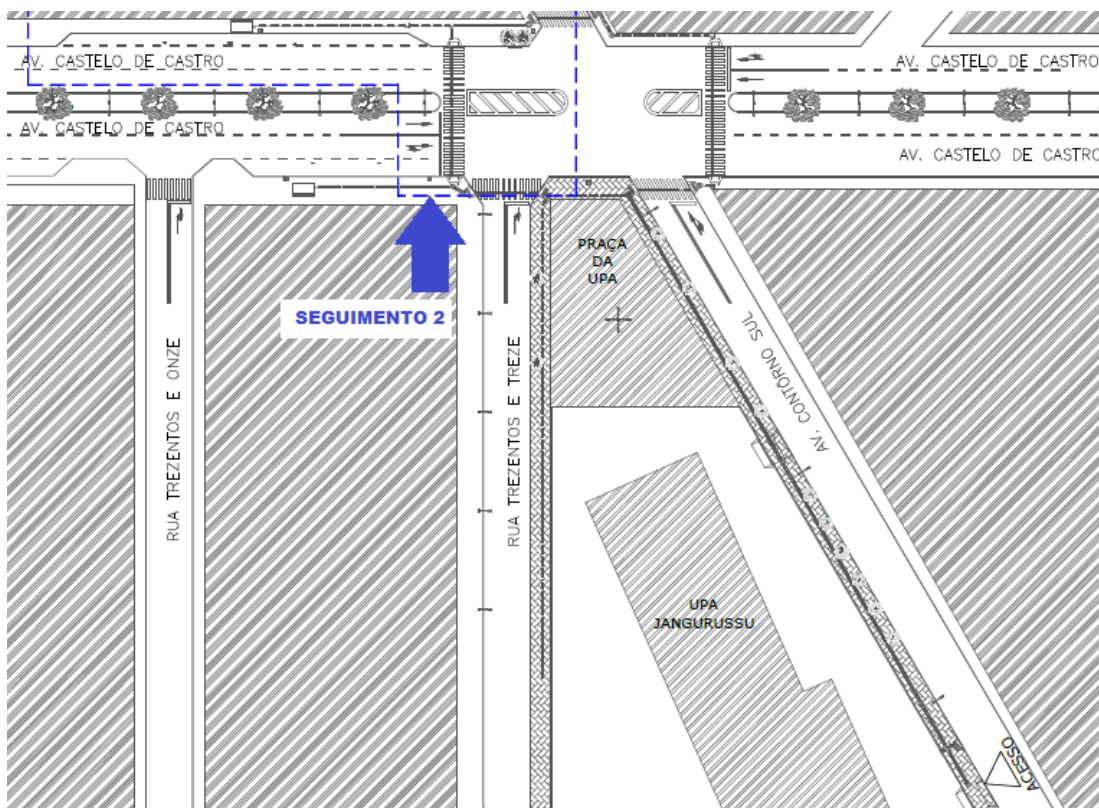 AV. CASTELO DE CASTRO
AV. CASTELO DE CASTRO
AV. CASTELO DE CASTRO
AV. CASTELO DE CASTRO
PRAÇA
DA
UPA
SEGUIMENTO 2
RUA TREZENTOS E ONZE
RUA TREZENTOS E TREZE
AV. CONTÔRNO SUL
UPA
JANGURUSSU
ACESSO